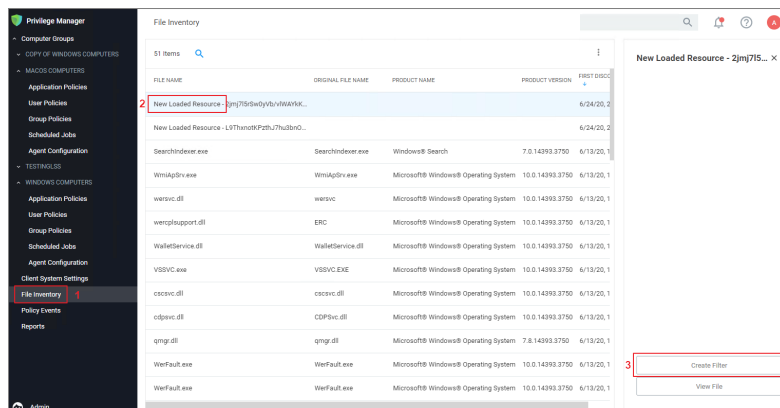 Privilege Manager
Computer Groups
COPY OF WINDOWS COMPUTERS
MACOS COMPUTERS
Application Policies
User Policies
Group Policies
Scheduled Jobs
Agent Configuration
TESTINGLSS
WINDOWS COMPUTERS
Application Policies
User Policies
Group Policies
Scheduled Jobs
Agent Configuration
Client System Settings
File Inventory 1
Policy Events
Reports
Admin
File Inventory
A
51 Items
FILE NAME ORIGINAL FILE NAME PRODUCT NAME PRODUCT VERSION FIRST DISCO
2 New Loaded Resource - 2jmj7l5rSw0yVb/vlWAYkK... 6/24/20, 2
New Loaded Resource - L9ThxnotKPzthJ7hu3bnO... 6/24/20, 2
SearchIndexer.exe SearchIndexer.exe Windows® Search 7.0.14393.3750 6/13/20, 1
WmiApSrv.exe WmiApSrv.exe Microsoft® Windows® Operating System 10.0.14393.3750 6/13/20, 1
wersvc.dll wersvc Microsoft® Windows® Operating System 10.0.14393.3750 6/13/20, 1
wercplsupport.dll ERC Microsoft® Windows® Operating System 10.0.14393.3750 6/13/20, 1
WalletService.dll WalletService.dll Microsoft® Windows® Operating System 10.0.14393.3750 6/13/20, 1
VSSVC.exe VSSVC.EXE Microsoft® Windows® Operating System 10.0.14393.3750 6/13/20, 1
cscsvc.dll cscsvc.dll Microsoft® Windows® Operating System 10.0.14393.3750 6/13/20, 1
cdpsvc.dll CDPSvc.dll Microsoft® Windows® Operating System 10.0.14393.3750 6/13/20, 1
qmgr.dll qmgr.dll Microsoft® Windows® Operating System 7.8.14393.3750 6/13/20, 1
WerFault.exe WerFault.exe Microsoft® Windows® Operating System 10.0.14393.3750 6/13/20, 1
WerFault.exe WerFault.exe Microsoft® Windows® Operating System 10.0.14393.3750 6/13/20, 1
New Loaded Resource - 2jmj7l5...
3 Create Filter
View File